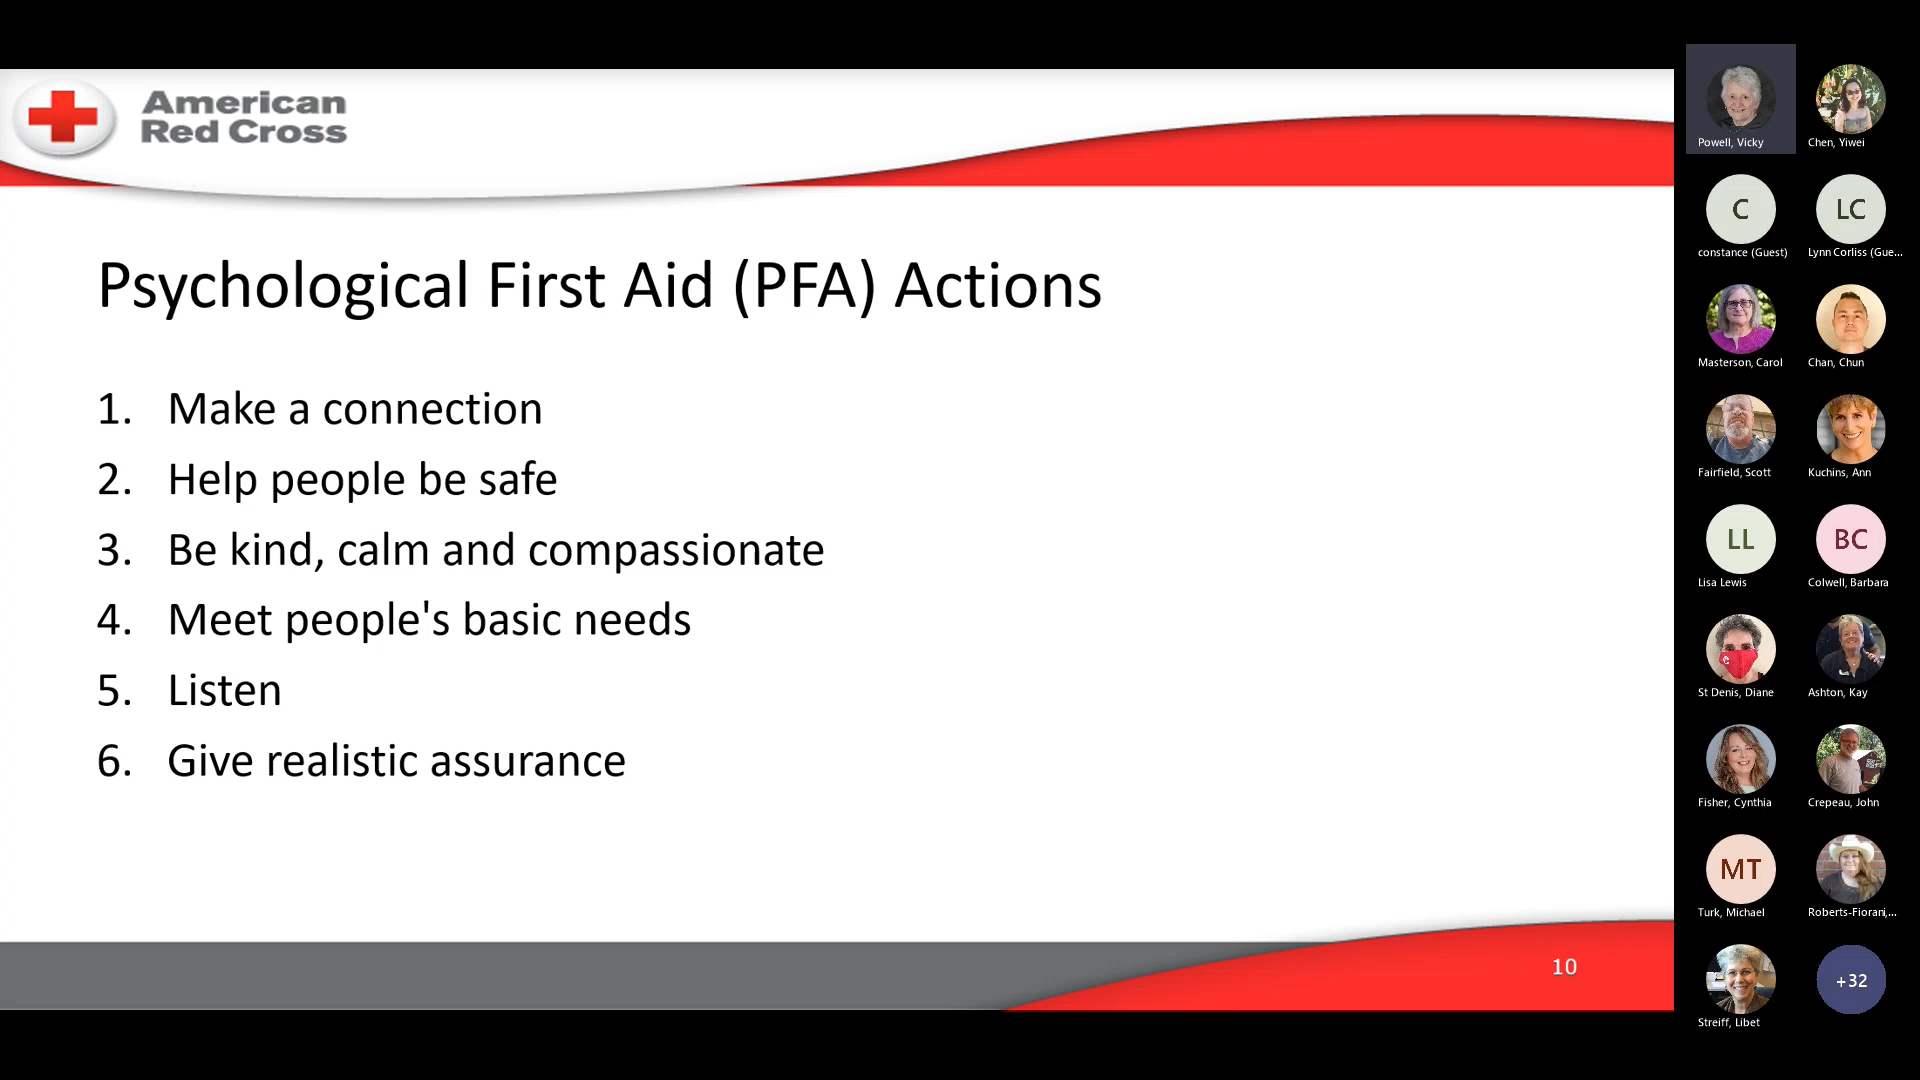 American
Red Cross
Psychological First Aid (PFA) Actions
1. Make a connection
2. Help people be safe
3. Be kind, calm and compassionate
4. Meet people's basic needs
5. Listen
6. Give realistic assurance
10
Powell, Vicky
Chen, Yiwei
C
LC
constance (Guest)
Lynn Corliss (Gue...
Masterson, Carol
Chan, Chun
Fairfield, Scott
Kuchins, Ann
LL
BC
Lisa Lewis
Colwell, Barbara
St Denis, Diane
Ashton, Kay
Fisher, Cynthia
Crepeau, John
MT
Turk, Michael
Roberts-Fiorani,...
+32
Streiff, Libet